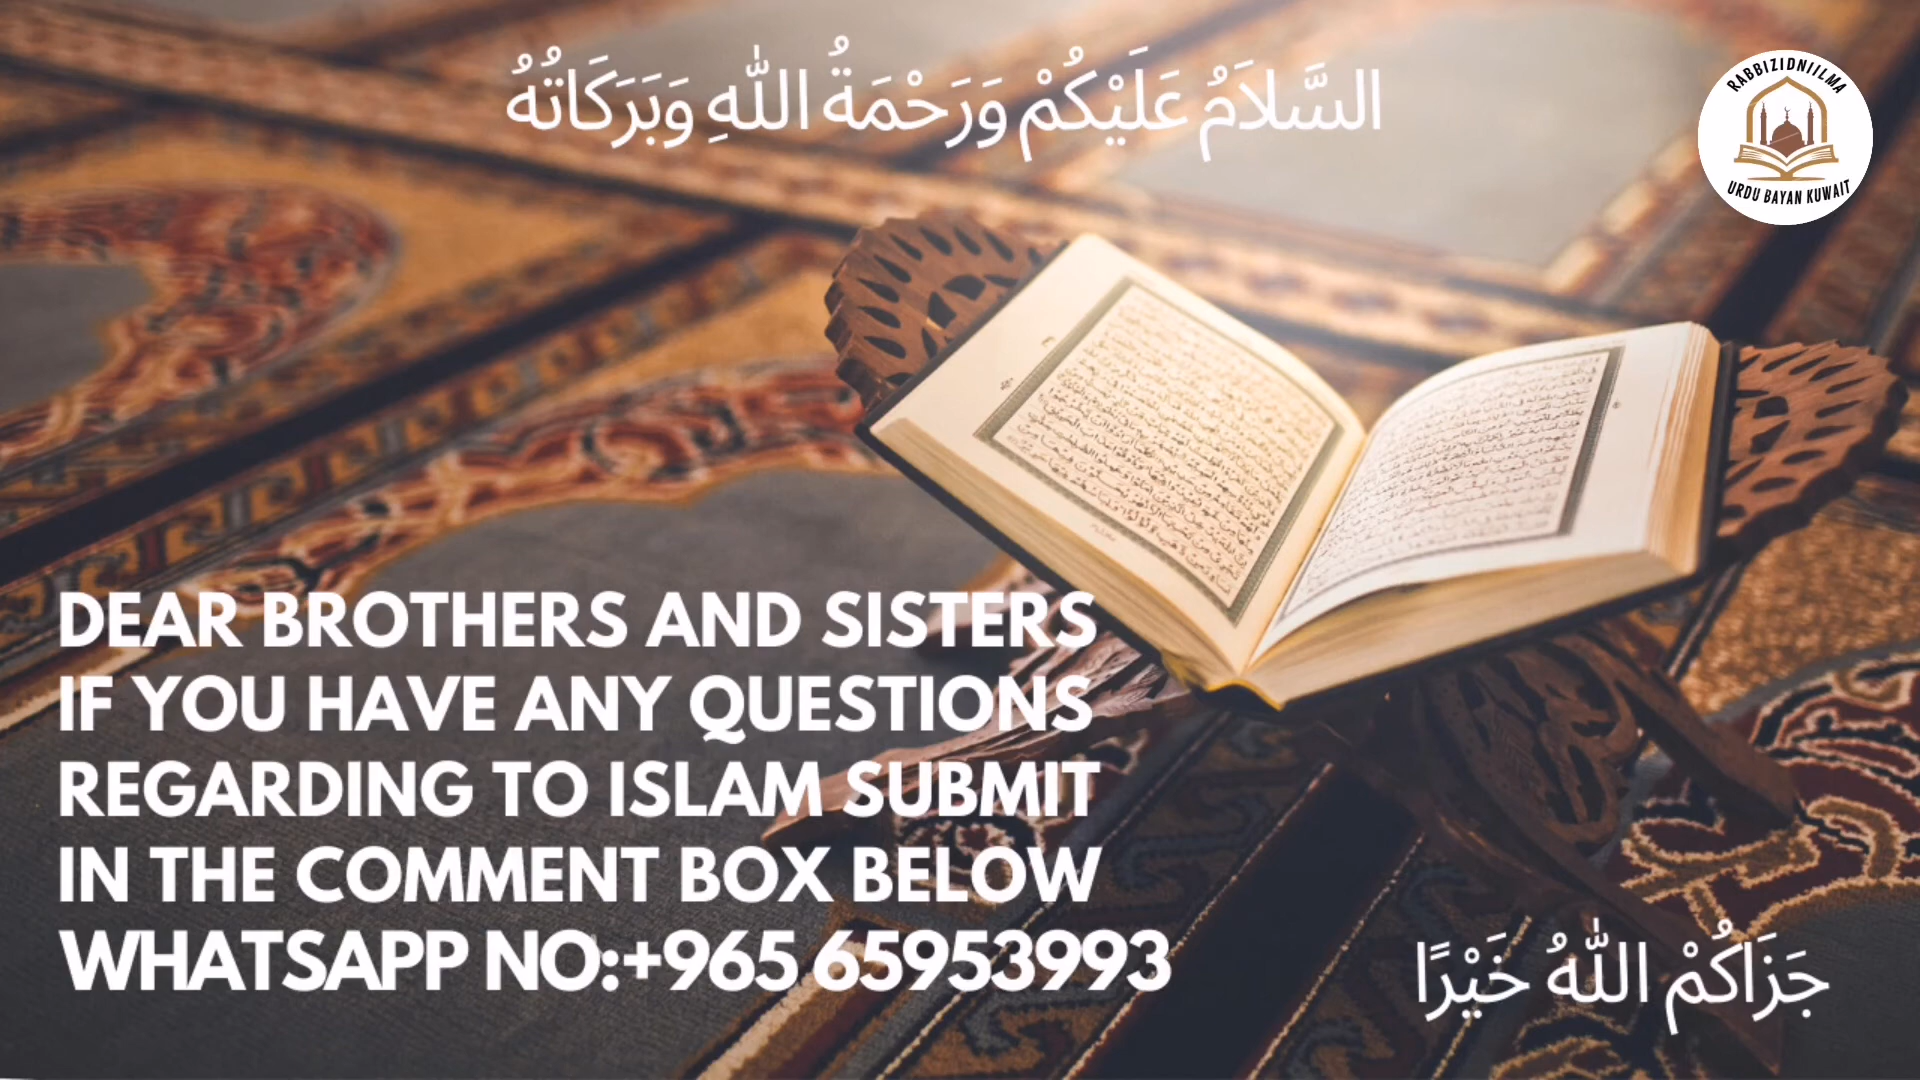 السَّلاَمُ عَلَيْكُمْ وَرَحْمَةُ اللهِ وَبَرَكَاتُهُ
RABBIZIDNIILMA
URDU BAYAN KUWAIT
DEAR BROTHERS AND SISTERS
IF YOU HAVE ANY QUESTIONS
REGARDING TO ISLAM SUBMIT
IN THE COMMENT BOX BELOW
WHATSAPP NO:+965 65953993
جَزَاكُمْ اللهُ خَيْرًا